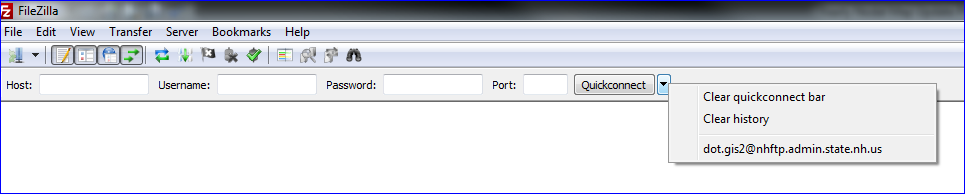 FileZilla
File Edit View Transfer Server Bookmarks Help
Host: Username: Password: Port: Quickconnect
Clear quickconnect bar
Clear history
dot.gis2@nhftp.admin.state.nh.us